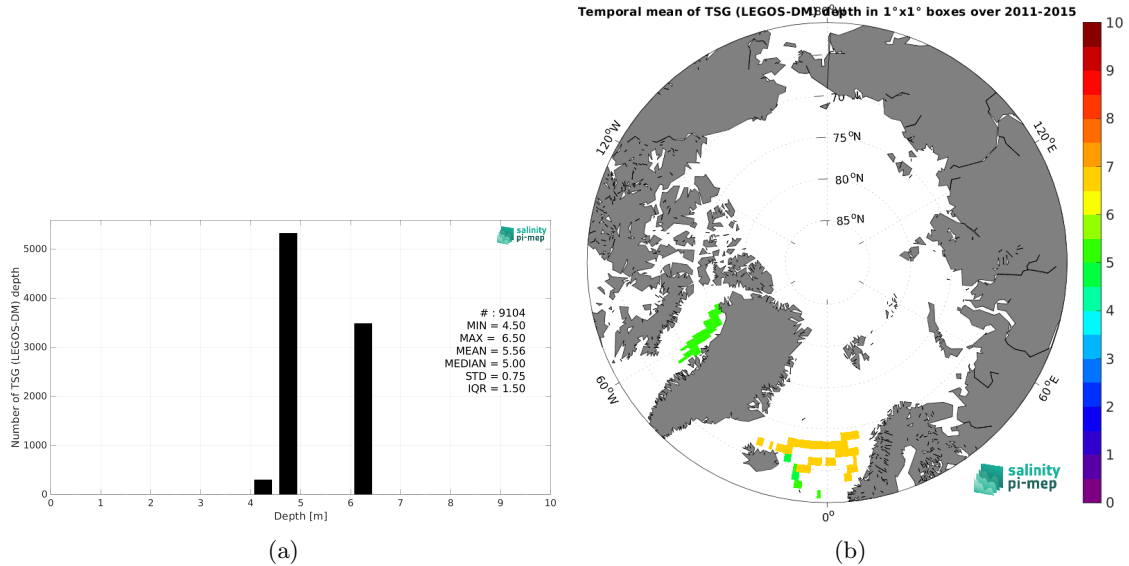 Number of TSG (LEGOS-DM) depth
5000
4000
3000
2000
1000
0
0 1 2 3 4 5 6 7 8 9 10
Depth [m]
salinity
pi-mep
# : 9104
MIN = 4.50
MAX = 6.50
MEAN = 5.56
MEDIAN = 5.00
STD = 0.75
IQR = 1.50
(a)
Temporal mean of TSG (LEGOS-DM) depth in 1°x1° boxes over 2011-2015
180°W
120°W
120°E
60°W
60°E
0°
70
75°N
80°N
85°N
salinity
pi-mep
10
9
8
7
6
5
4
3
2
1
0
(b)